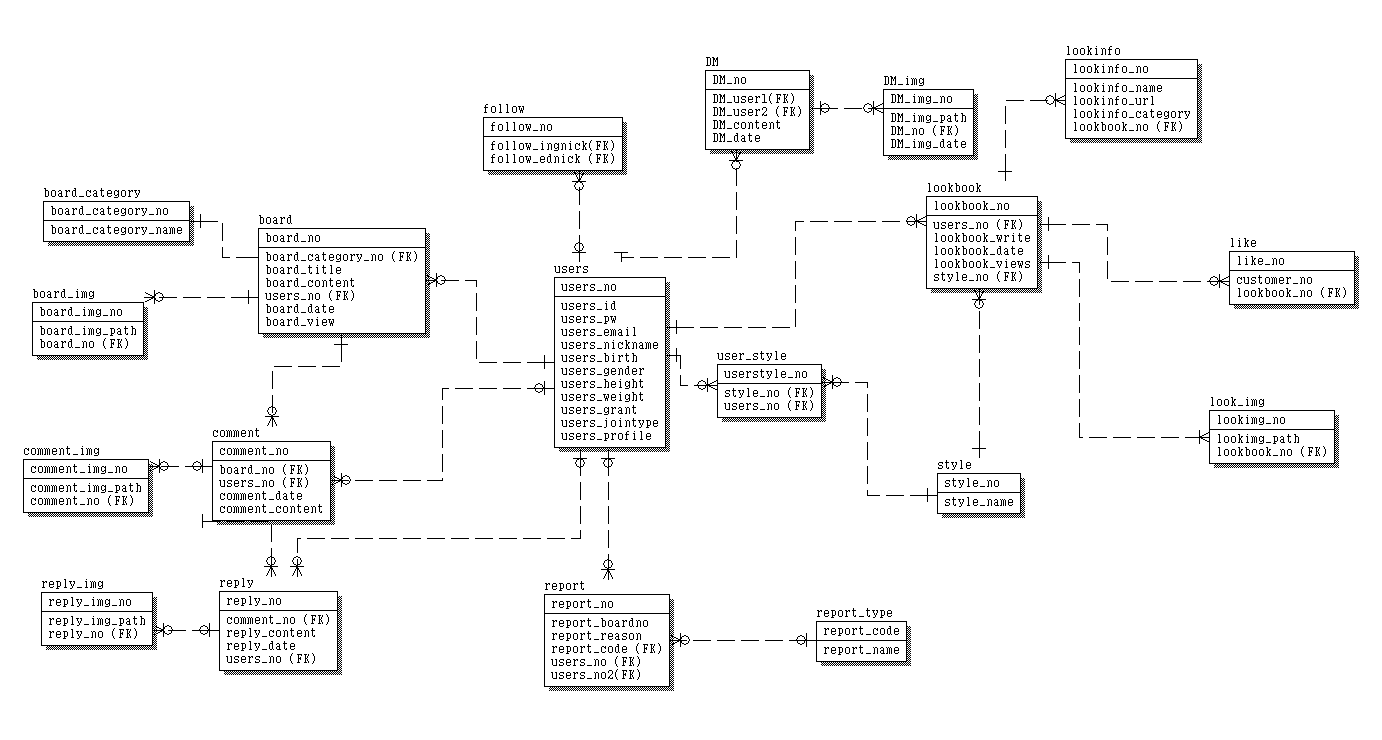 lookinfo
lookinfo_no
lookinfo_name
lookinfo_url
lookinfo_category
lookbook_no (FK)
DM
DM_no
DM_user1(FK)
DM_user2 (FK)
DM_content
DM_date
DM_img
DM_img_no
DM_img_path
DM_no (FK)
DM_img_date
follow
follow_no
follow_ingnick(FK)
follow_ednick (FK)
board_category
board_category_no
board_category_name
board
board_no
board_category_no (FK)
board_title
board_content
users_no (FK)
board_date
board_view
lookbook
lookbook_no
users_no (FK)
lookbook_write
lookbook_date
lookbook_views
style_no (FK)
like
like_no
customer_no
lookbook_no (FK)
board_img
board_img_no
board_img_path
board_no (FK)
users
users_no
users_id
users_pw
users_email
users_nickname
users_birth
users_gender
users_height
users_weight
users_grant
users_jointype
users_profile
user_style
userstyle_no
style_no (FK)
users_no (FK)
look_img
lookimg_no
lookimg_path
lookbook_no (FK)
comment
comment_no
board_no (FK)
users_no (FK)
comment_date
comment_content
comment_img
comment_img_no
comment_img_path
comment_no (FK)
style
style_no
style_name
reply_img
reply_img_no
reply_img_path
reply_no (FK)
reply
reply_no
comment_no (FK)
reply_content
reply_date
users_no (FK)
report
report_no
report_boardno
report_reason
report_code (FK)
users_no (FK)
users_no2(FK)
report_type
report_code
report_name